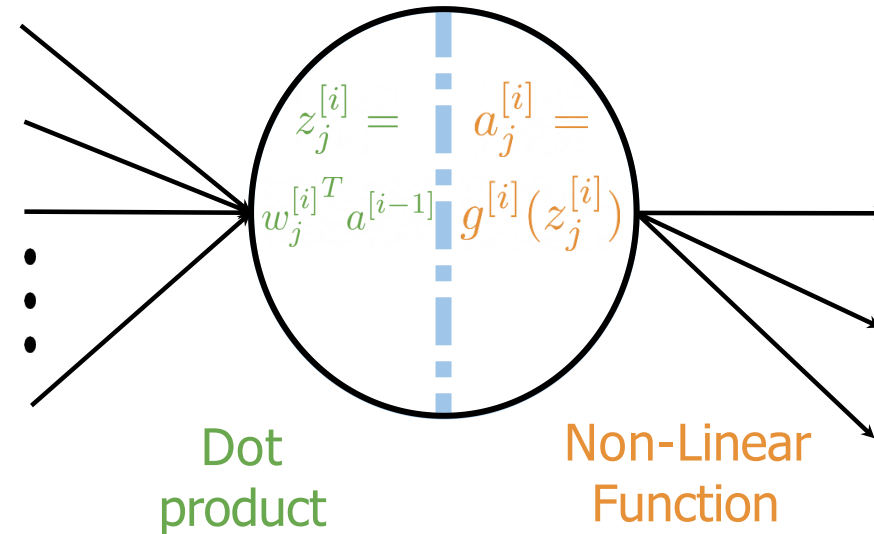 z_j^{[i]} =
w_j^{[i]^T} a^{[i-1]}
a_j^{[i]} =
g^{[i]}(z_j^{[i]})
Dot
product
Non-Linear
Function